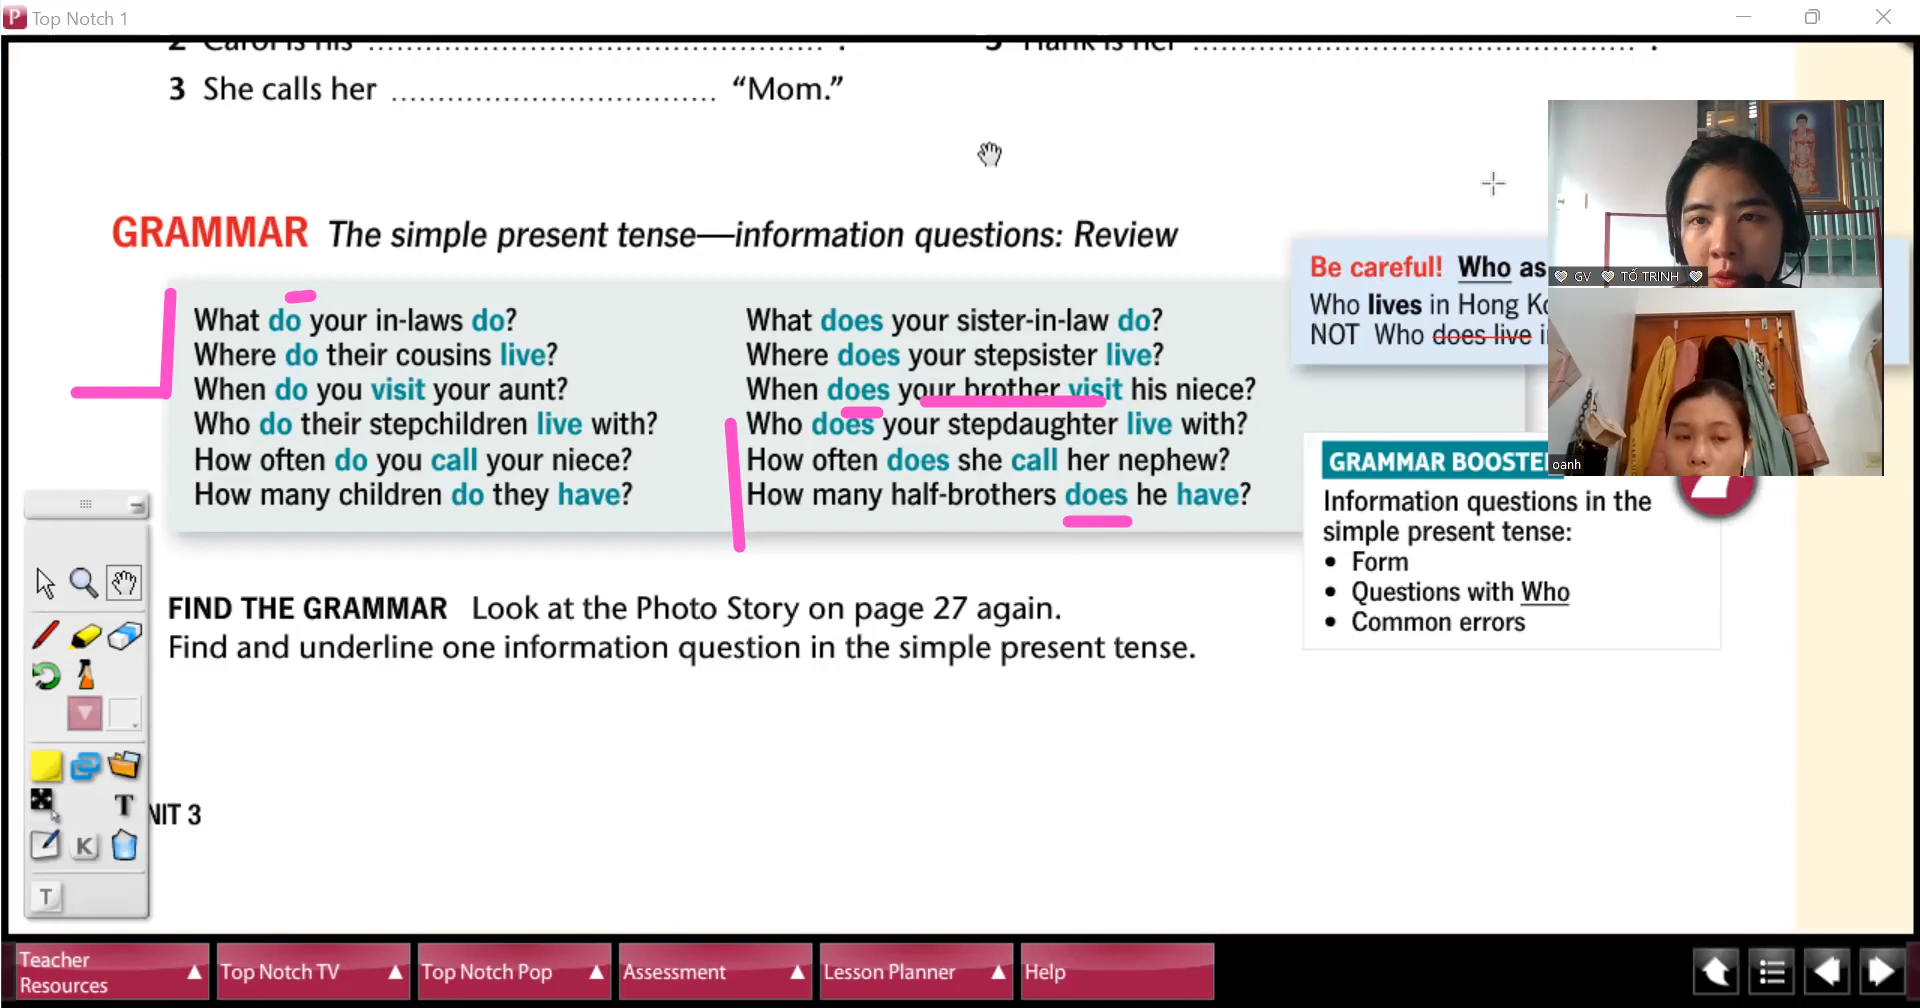 Top Notch 1
3 She calls her ................................. “Mom.”
GRAMMAR The simple present tense—information questions: Review
What do your in-laws do?
Where do their cousins live?
When do you visit your aunt?
Who do their stepchildren live with?
How often do you call your niece?
How many children do they have?
What does your sister-in-law do?
Where does your stepsister live?
When does your brother visit his niece?
Who does your stepdaughter live with?
How often does she call her nephew?
How many half-brothers does he have?
Be careful! Who
Who lives in Hong
NOT Who does live
GV TỐ TRINH
oanh
GRAMMAR
Information questions in the
simple present tense:
• Form
• Questions with Who
• Common errors
FIND THE GRAMMAR Look at the Photo Story on page 27 again.
Find and underline one information question in the simple present tense.
NIT 3
T
K
T
Teacher
Resources
Top Notch TV
Top Notch Pop
Assessment
Lesson Planner
Help